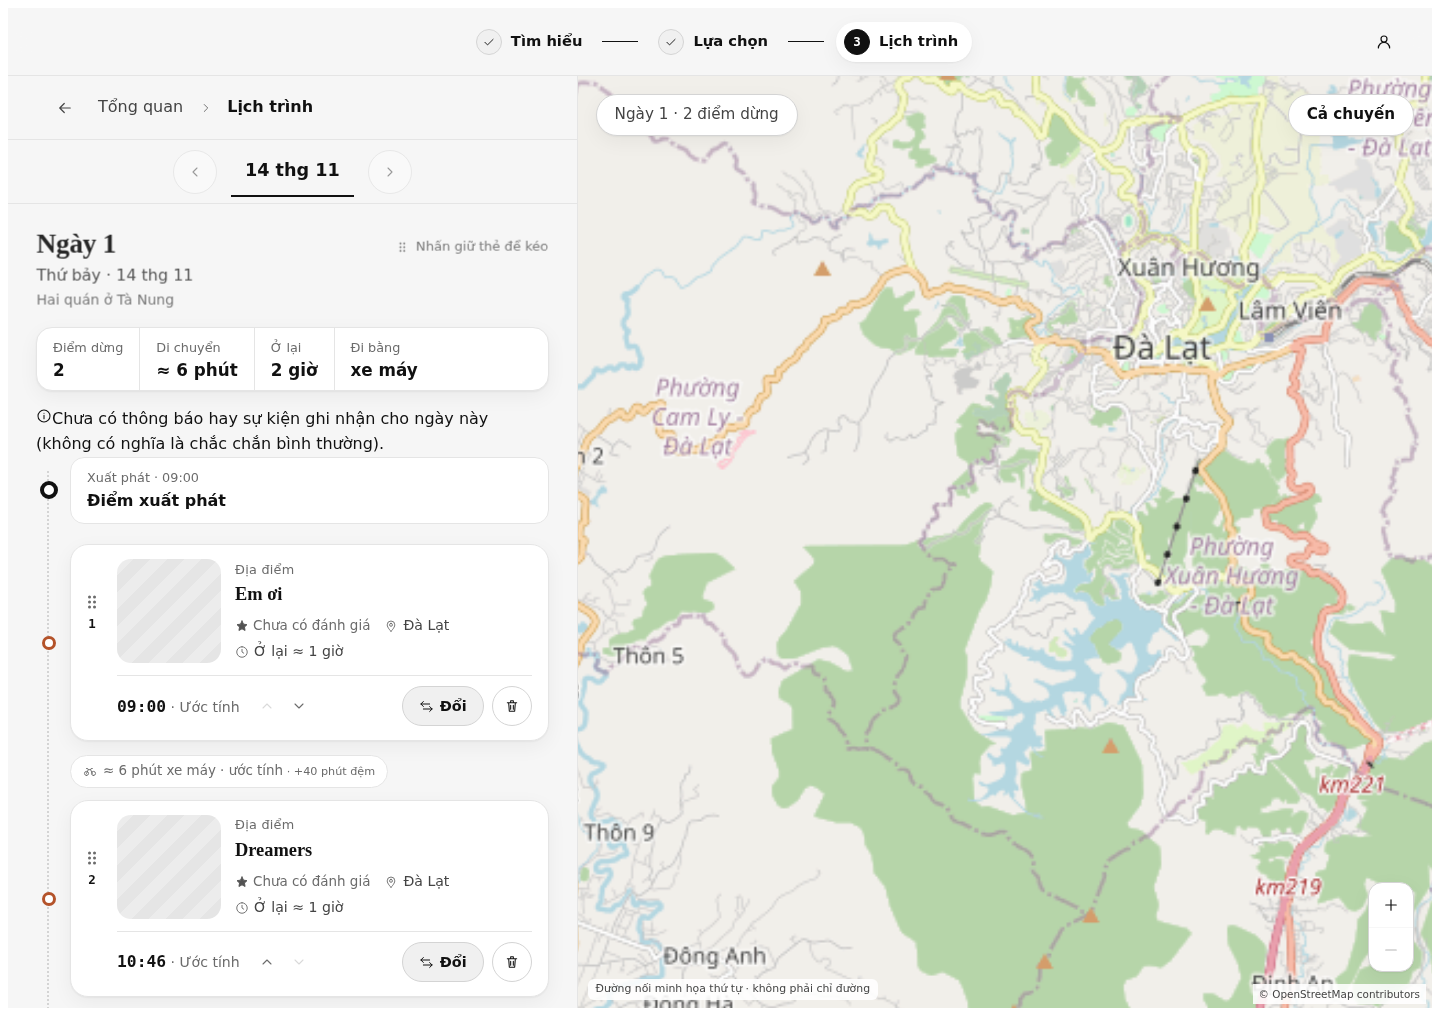 Tìm hiểu
Lựa chọn
3 Lịch trình
Tổng quan
Lịch trình
14 thg 11
Ngày 1
Nhấn giữ thẻ để kéo
Thứ bảy · 14 thg 11
Hai quán ở Tà Nung
Điểm dừng
2
Di chuyển
≈ 6 phút
Ở lại
2 giờ
Đi bằng
xe máy
Chưa có thông báo hay sự kiện ghi nhận cho ngày này
(không có nghĩa là chắc chắn bình thường).
Xuất phát · 09:00
Điểm xuất phát
1
Địa điểm
Em ơi
Chưa có đánh giá
Đà Lạt
Ở lại ≈ 1 giờ
09:00 · Ước tính
Đổi
≈ 6 phút xe máy · ước tính · +40 phút đệm
2
Địa điểm
Dreamers
Chưa có đánh giá
Đà Lạt
Ở lại ≈ 1 giờ
10:46 · Ước tính
Đổi
Ngày 1 · 2 điểm dừng
Cả chuyến
Phường
- Đà Lạt
Xuân Hương
Lâm Viên
Đà Lạt
Phường
Cam Ly -
Đà Lạt
2
Phường
Xuân Hương
- Đà Lạt
Thôn 5
km221
Thôn 9
km219
Đông Anh
Đường nối minh họa thứ tự · không phải chỉ đường
© OpenStreetMap contributors